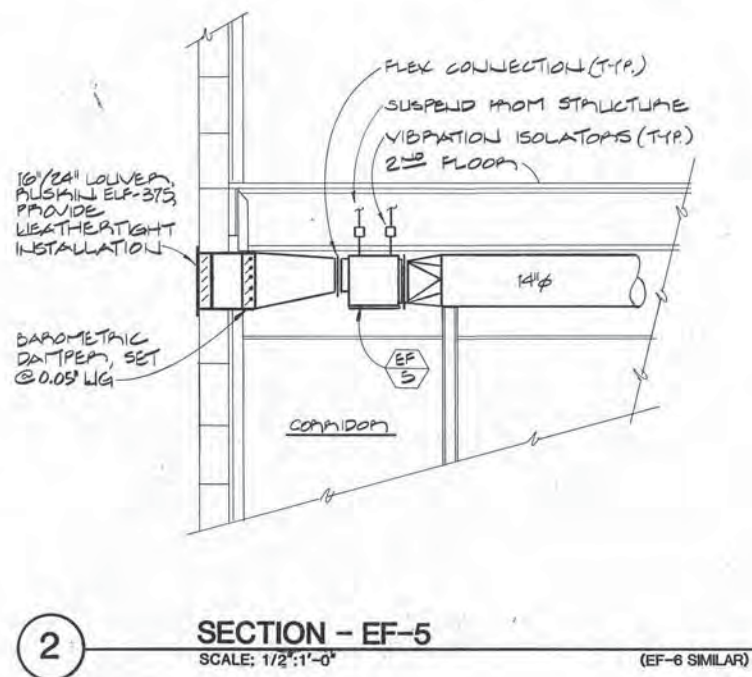 FLEX CONNECTION (TYP.)
SUSPEND FROM STRUCTURE
VIBRATION ISOLATORS (TYP.)
2ND FLOOR
16"/24" LOUVER,
RUSKIN ELF-375,
PROVIDE
WEATHERTIGHT
INSTALLATION
14"φ
BAROMETRIC
DAMPER, SET
@ 0.05" WG
EF
5
CORRIDOR
2
SECTION - EF-5
SCALE: 1/2":1'-0"
(EF-6 SIMILAR)